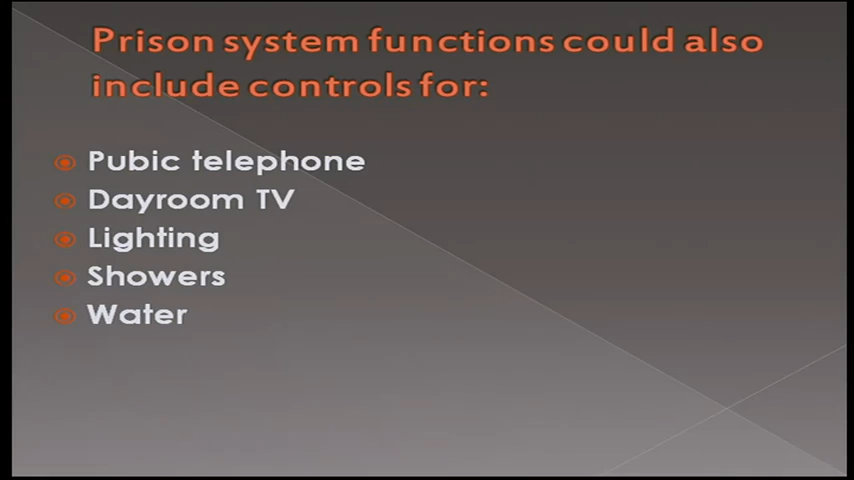 Prison system functions could also
include controls for:
Pubic telephone
Dayroom TV
Lighting
Showers
Water